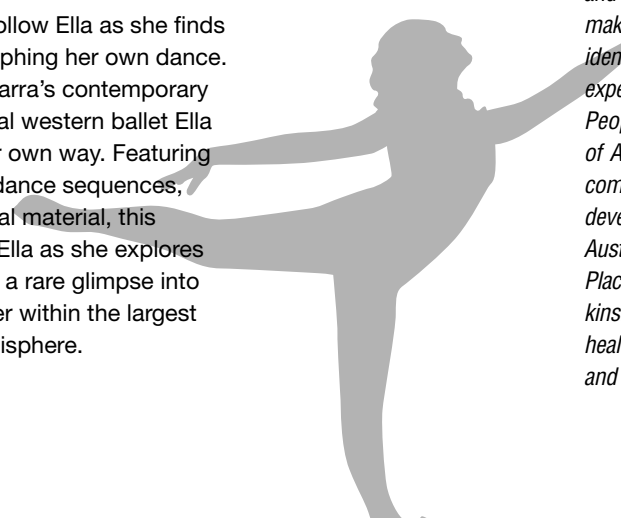 ollow Ella as she finds
phing her own dance.
arra's contemporary
al western ballet Ella
r own way. Featuring
dance sequences,
al material, this
Ella as she explores
a rare glimpse into
er within the largest
isphere.
mak
iden
expe
Peop
of A
com
deve
Aust
Plac
kins
heal
and